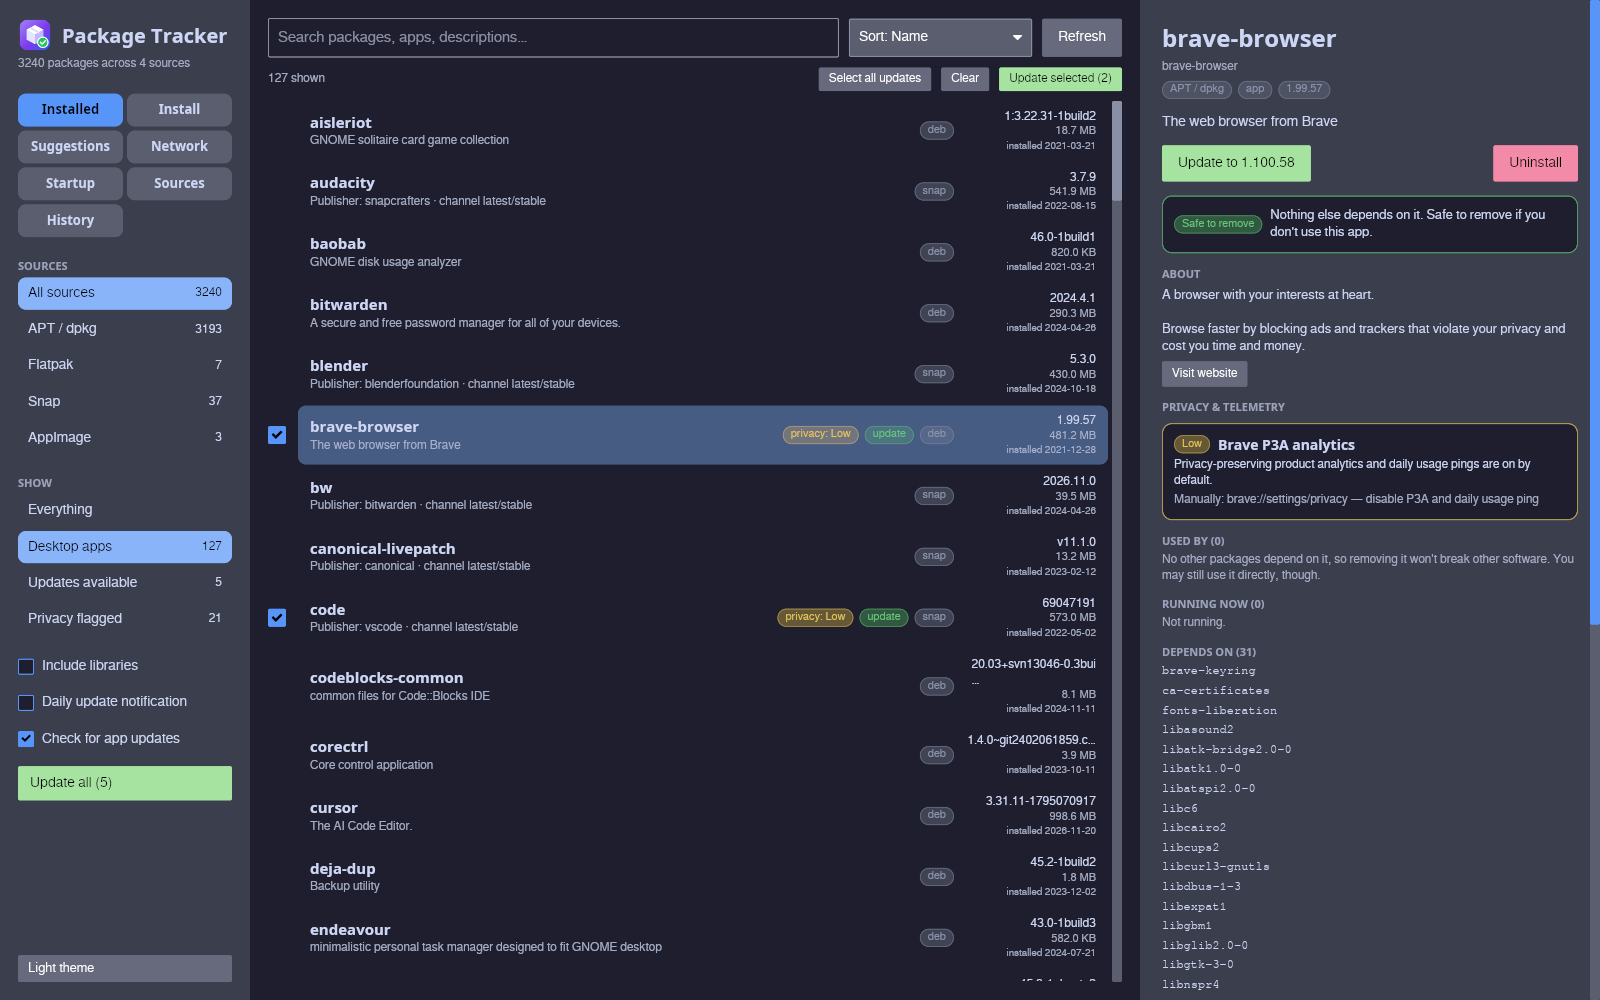 Package Tracker
3240 packages across 4 sources
Installed
Install
Suggestions
Network
Startup
Sources
History
SOURCES
All sources 3240
APT / dpkg 3193
Flatpak 7
Snap 37
AppImage 3
SHOW
Everything
Desktop apps 127
Updates available 5
Privacy flagged 21
Include libraries
Daily update notification
Check for app updates
Update all (5)
Light theme
Search packages, apps, descriptions...
Sort: Name
Refresh
127 shown
Select all updates
Clear
Update selected (2)
aisleriot
GNOME solitaire card game collection
deb
1:3.22.31-1build2
18.7 MB
installed 2021-03-21
audacity
Publisher: snapcrafters · channel latest/stable
snap
3.7.9
541.9 MB
installed 2022-08-15
baobab
GNOME disk usage analyzer
deb
46.0-1build1
820.0 KB
installed 2021-03-21
bitwarden
A secure and free password manager for all of your devices.
deb
2024.4.1
290.3 MB
installed 2024-04-26
blender
Publisher: blenderfoundation · channel latest/stable
snap
5.3.0
430.0 MB
installed 2024-10-18
brave-browser
The web browser from Brave
privacy: Low
update
deb
1.99.57
481.2 MB
installed 2021-12-28
bw
Publisher: bitwarden · channel latest/stable
snap
2026.11.0
39.5 MB
installed 2024-04-26
canonical-livepatch
Publisher: canonical · channel latest/stable
snap
v11.1.0
13.2 MB
installed 2023-02-12
code
Publisher: vscode · channel latest/stable
privacy: Low
update
snap
69047191
573.0 MB
installed 2022-05-02
codeblocks-common
common files for Code::Blocks IDE
deb
20.03+svn13046-0.3bui
...
8.1 MB
installed 2024-11-11
corectrl
Core control application
deb
1.4.0~git2402061859.c...
3.9 MB
installed 2023-10-11
cursor
The AI Code Editor.
deb
3.31.11-1795070917
998.6 MB
installed 2026-11-20
deja-dup
Backup utility
deb
45.2-1build2
1.8 MB
installed 2023-12-02
endeavour
minimalistic personal task manager designed to fit GNOME desktop
deb
43.0-1build3
582.0 KB
installed 2024-07-21
brave-browser
brave-browser
APT / dpkg
app
1.99.57
The web browser from Brave
Update to 1.100.58
Uninstall
Safe to remove
Nothing else depends on it. Safe to remove if you
don't use this app.
ABOUT
A browser with your interests at heart.
Browse faster by blocking ads and trackers that violate your privacy and
cost you time and money.
Visit website
PRIVACY & TELEMETRY
Low
Brave P3A analytics
Privacy-preserving product analytics and daily usage pings are on by
default.
Manually: brave://settings/privacy — disable P3A and daily usage ping
USED BY (0)
No other packages depend on it, so removing it won't break other software. You
may still use it directly, though.
RUNNING NOW (0)
Not running.
DEPENDS ON (31)
brave-keyring
ca-certificates
fonts-liberation
libasound2
libatk-bridge2.0-0
libatk1.0-0
libatspi2.0-0
libc6
libcairo2
libcups2
libcurl3-gnutls
libdbus-1-3
libexpat1
libgbm1
libglib2.0-0
libgtk-3-0
libnspr4